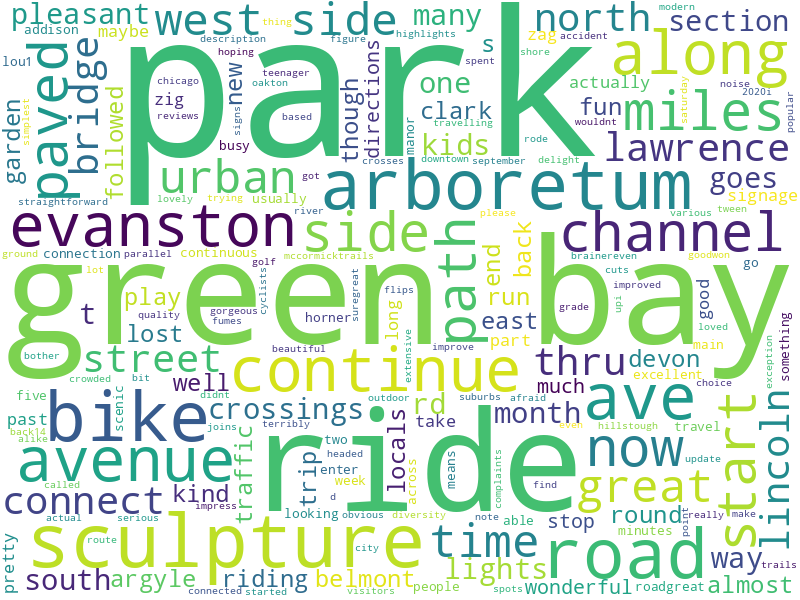 park
green bay
ride
arboretum
evanston
sculpture
continue
bike
road
ave
avenue
along
side
west side
channel
miles
urban
path
paved
bridge
lawrence
now
start
great
time
street
connect
thru
lincoln
north
section
pleasant
many
one
kids
clark
fun
goes
signage
directions
though
new
s
zag
zig
busy
followed
garden
maybe
addison
lou1
simplest
straightforward
chicago
reviews
description
thing
hoping
figure
highlights
spent
accident
modern
shore
teenager
oakton
based
signs
travelling
manor
crosses
downtown
september
rode
delight
wouldnt
noise
saturday
2020i
popular
actually
got
lovely
trying
usually
river
please
various
tween
ground
connection
parallel
continuous
mccormicktrails
brainereven
goodwon
lot
golf
cuts
go
t
play
quality
gorgeous
fumes
cyclists
suregreat
horner
flips
long
end
run
back
east
part
grade
improved
good
upi
loved
main
lost
bother
well
beautiful
improve
extensive
devon
excellent
choice
something
exception
crowded
bit
much
month
five
scenic
didnt
crossings
rd
outdoor
suburbs
afraid
take
past
back14
alike
joins
terribly
locals
even
hillstough
travel
update
traffic
trip
two
headed
across
means
complaints
find
point
really
make
called
kind
enter
week
looking
d
impress
actual
serious
obvious
diversity
note
able
stop
round
minutes
way
trails
pretty
route
city
lights
south
argyle
riding
belmont
people
spots
wonderful
roadgreat
almost
connected
started
visitors